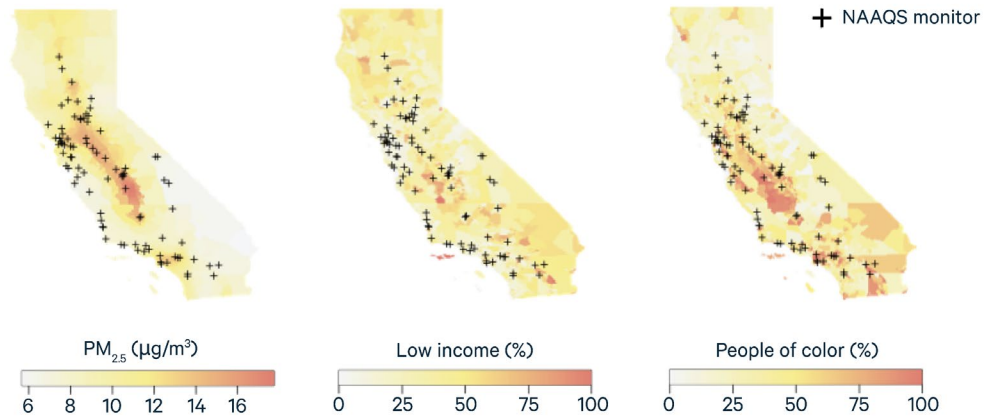 + NAAQS monitor
PM2.5 (μg/m³)
6 8 10 12 14 16
Low income (%)
0 25 50 75 100
People of color (%)
0 25 50 75 100